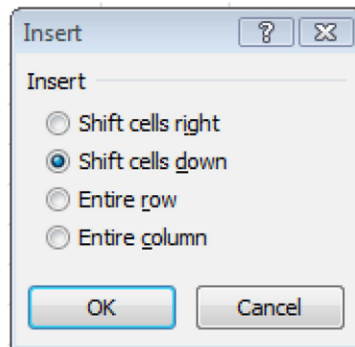 Insert
Insert
Shift cells right
Shift cells down
Entire row
Entire column
OK Cancel